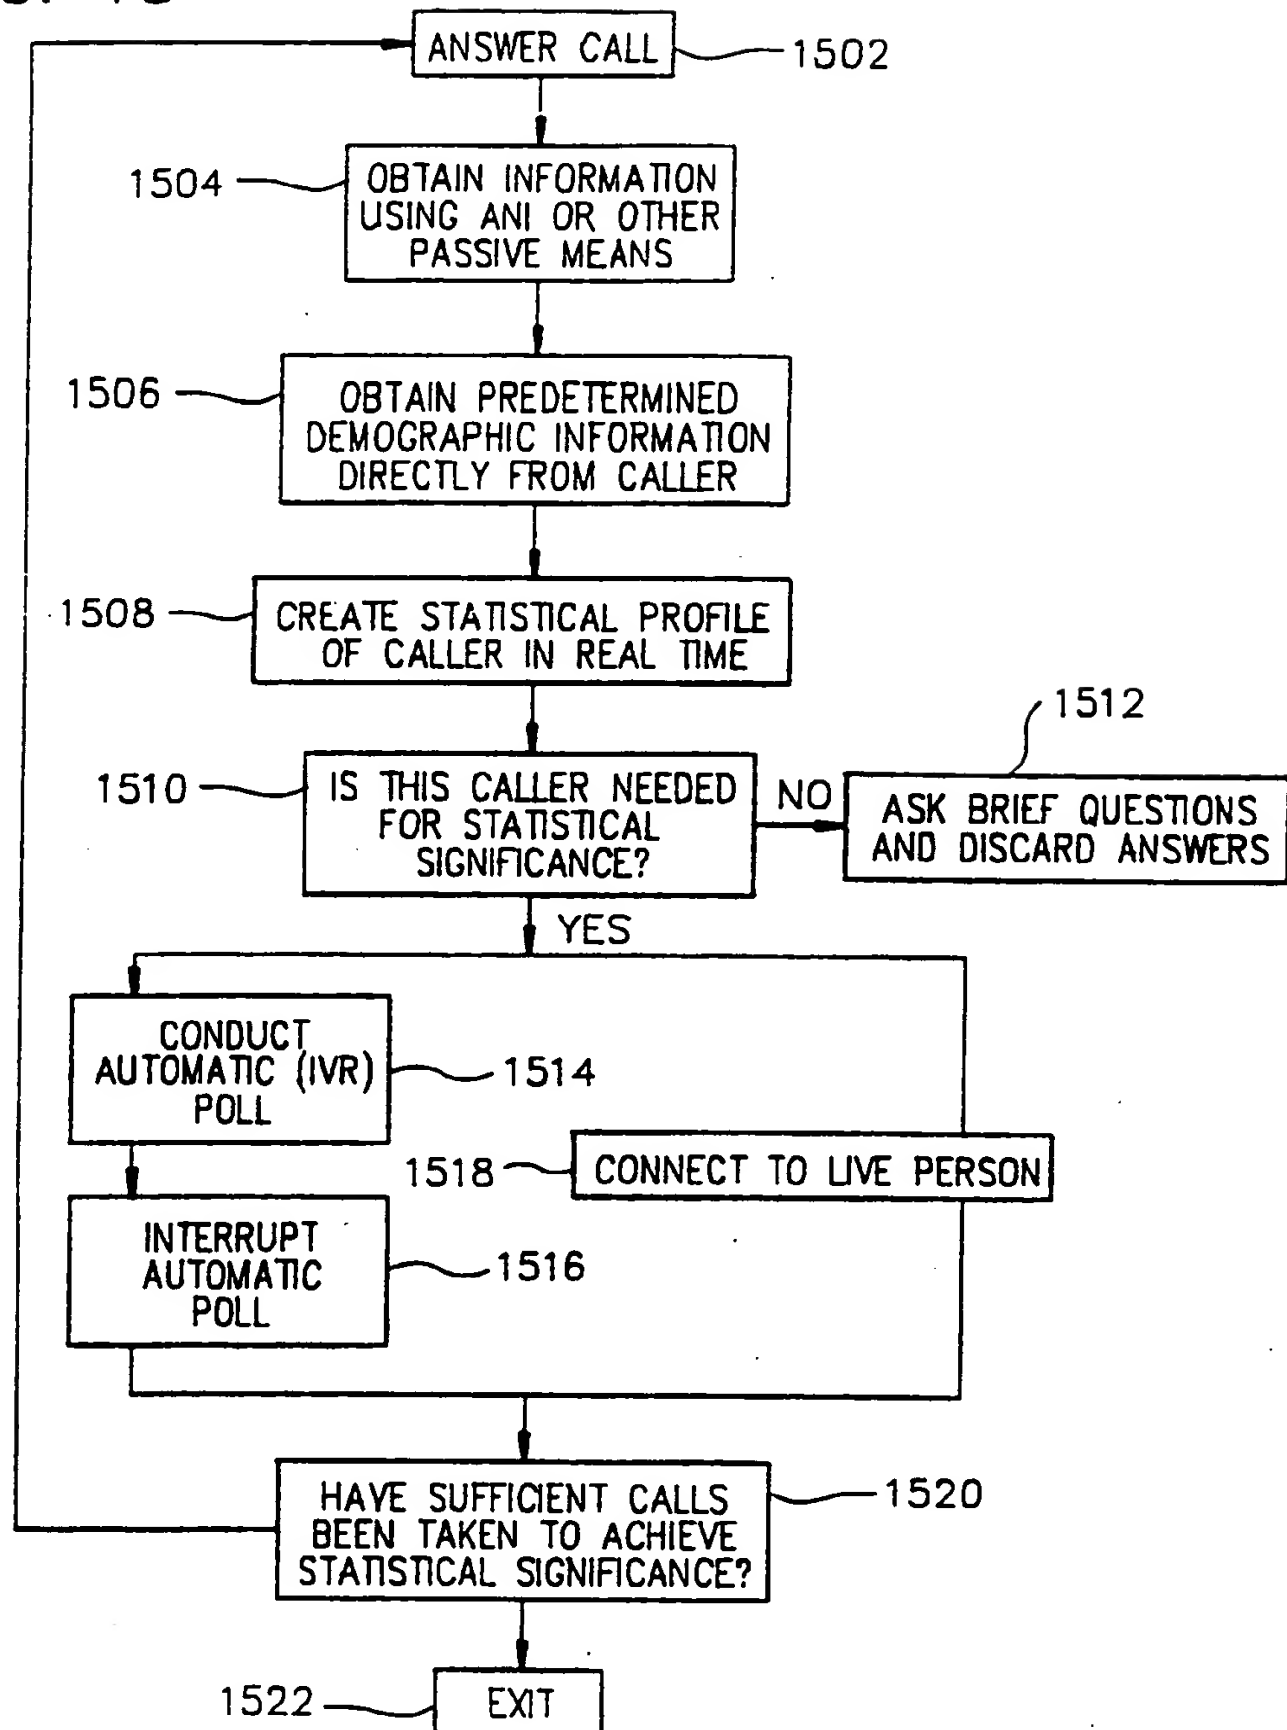 ANSWER CALL
1502
1504
OBTAIN INFORMATION
USING ANI OR OTHER
PASSIVE MEANS
1506
OBTAIN PREDETERMINED
DEMOGRAPHIC INFORMATION
DIRECTLY FROM CALLER
1508
CREATE STATISTICAL PROFILE
OF CALLER IN REAL TIME
1512
1510
IS THIS CALLER NEEDED
FOR STATISTICAL
SIGNIFICANCE?
NO
ASK BRIEF QUESTIONS
AND DISCARD ANSWERS
YES
CONDUCT
AUTOMATIC (IVR)
POLL
1514
1518
CONNECT TO LIVE PERSON
INTERRUPT
AUTOMATIC
POLL
1516
HAVE SUFFICIENT CALLS
BEEN TAKEN TO ACHIEVE
STATISTICAL SIGNIFICANCE?
1520
1522
EXIT